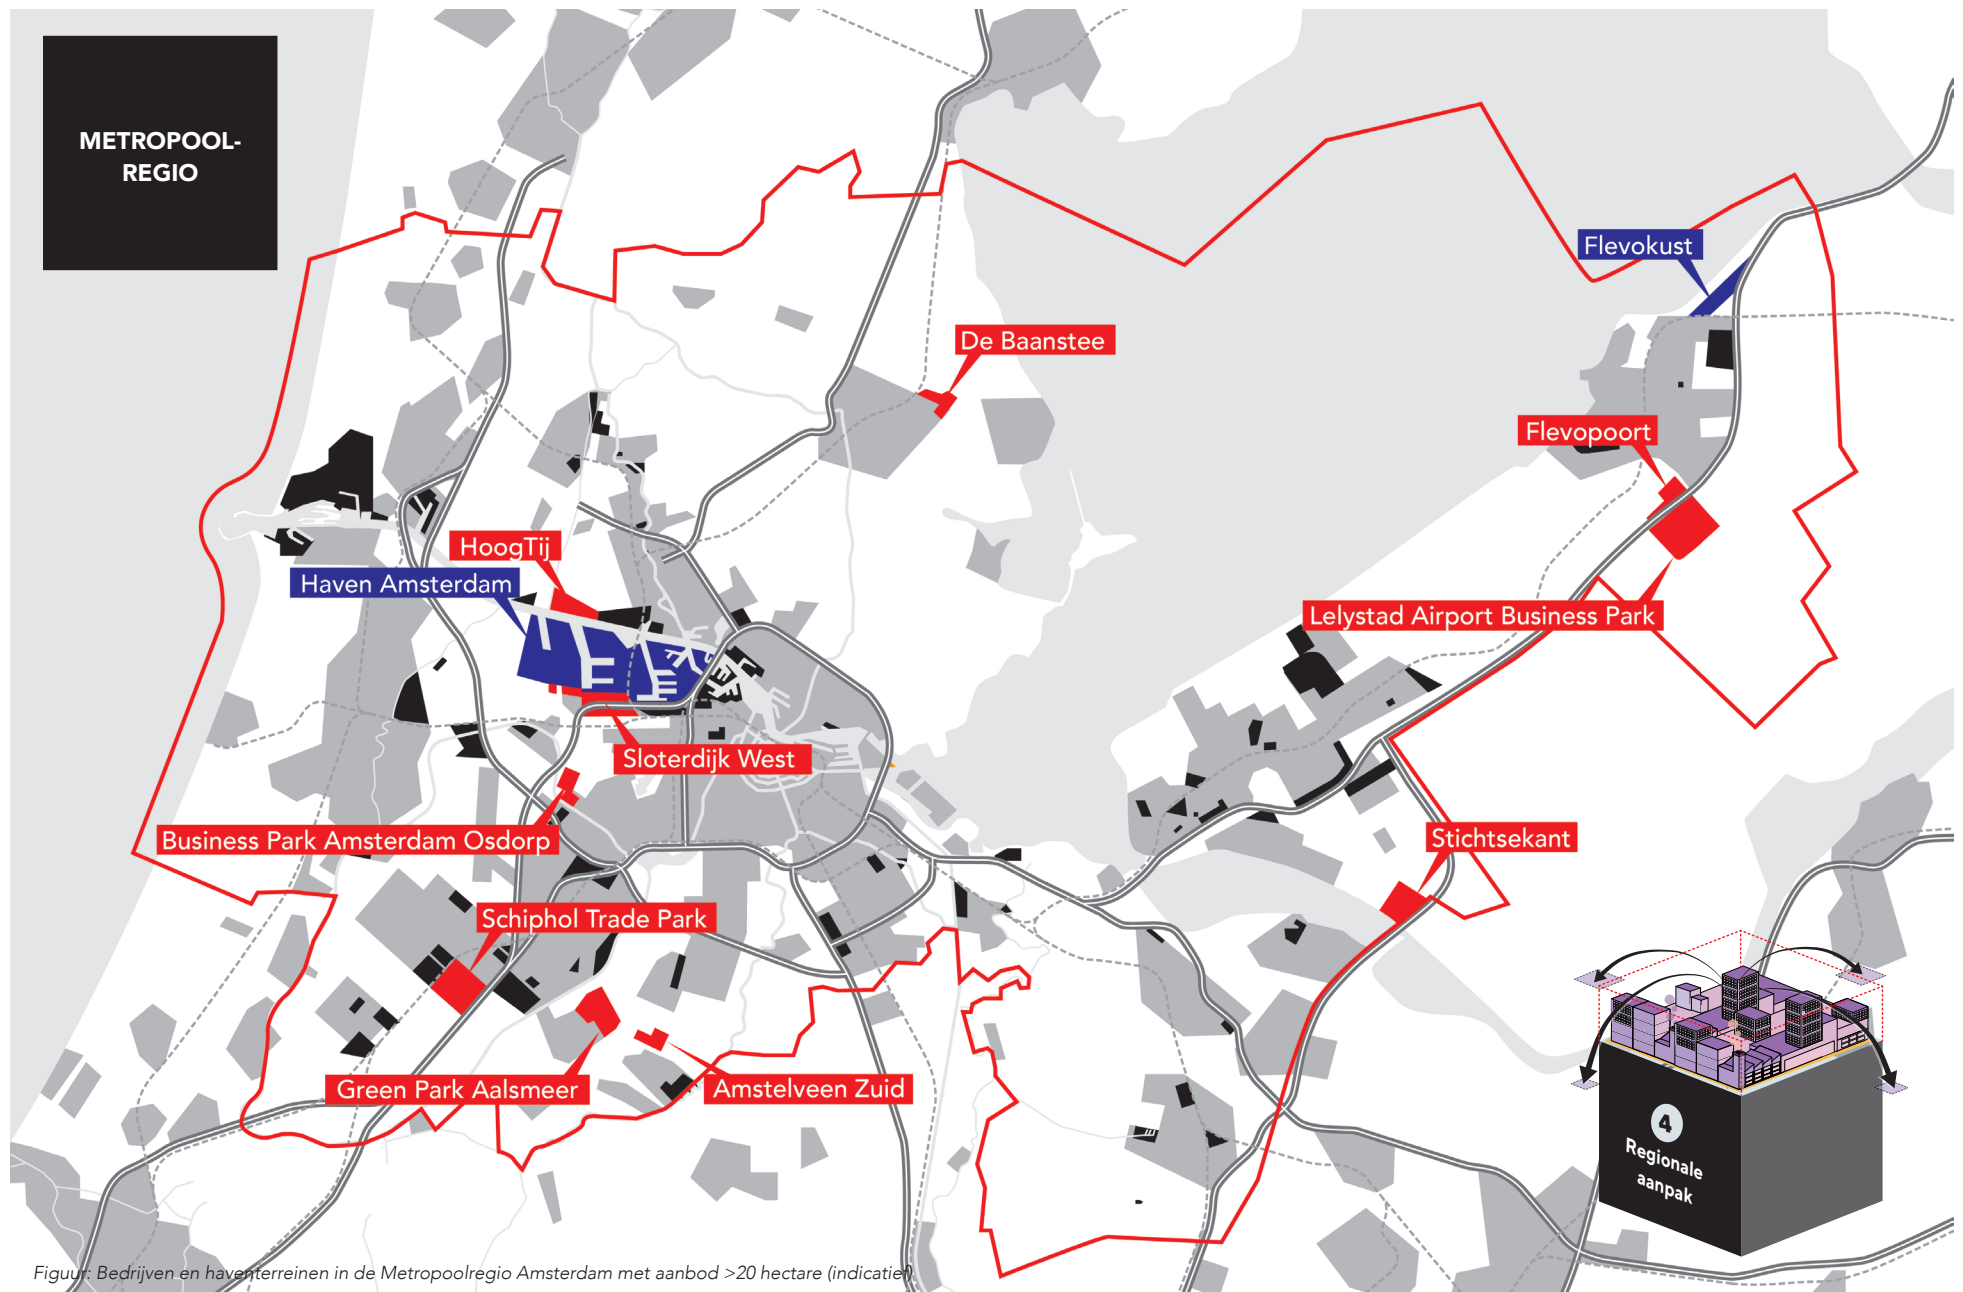 METROPOOL-
REGIO
Flevokust
De Baanstee
Flevopoort
HoogTij
Haven Amsterdam
Lelystad Airport Business Park
Sloterdijk West
Business Park Amsterdam Osdorp
Stichtsekant
Schiphol Trade Park
Green Park Aalsmeer
Amstelveen Zuid
4
Regionale
aanpak
Figuur: Bedrijven en haventerreinen in de Metropoolregio Amsterdam met aanbod >20 hectare (indicatief)